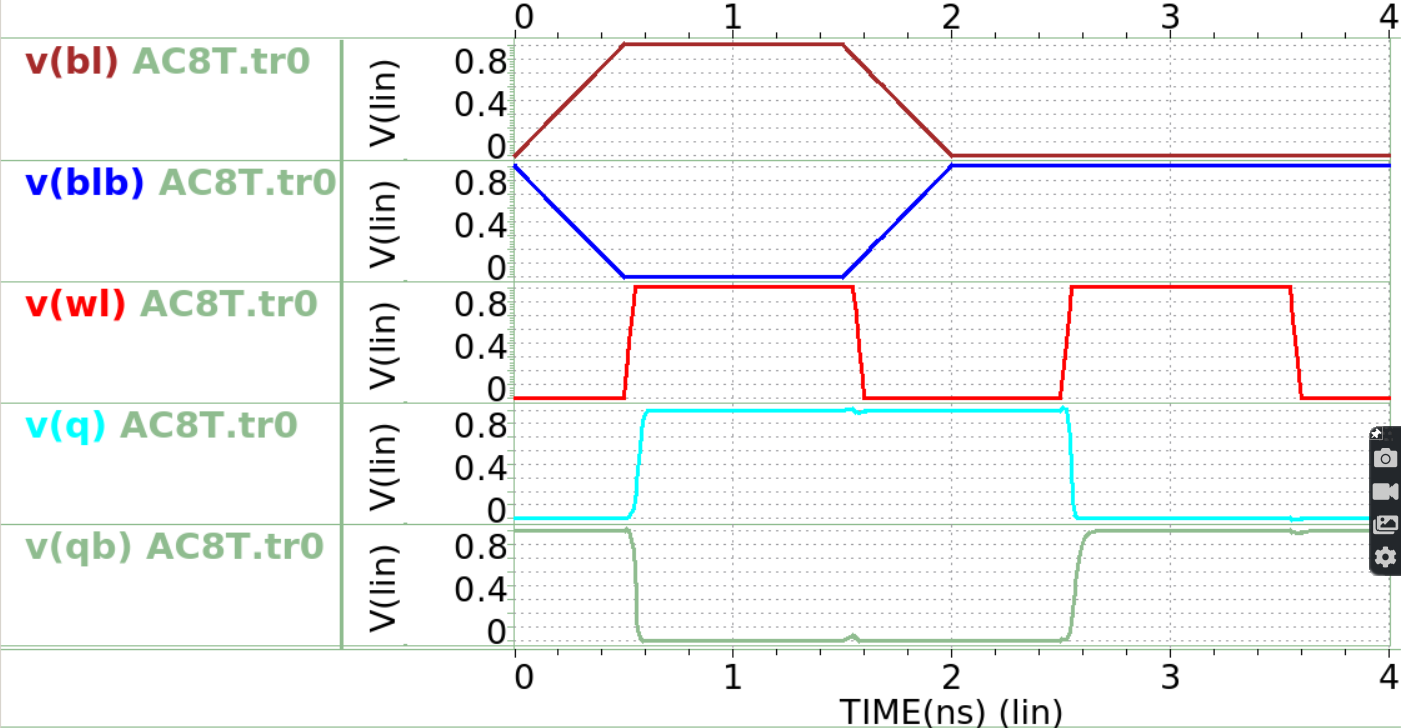 0 1 2 3 4
v(bl) AC8T.tr0
V(lin)
0.8
0.4
0
v(blb) AC8T.tr0
V(lin)
0.8
0.4
0
v(wl) AC8T.tr0
V(lin)
0.8
0.4
0
v(q) AC8T.tr0
V(lin)
0.8
0.4
0
v(qb) AC8T.tr0
V(lin)
0.8
0.4
0
0 1 2 3 4
TIME(ns) (lin)